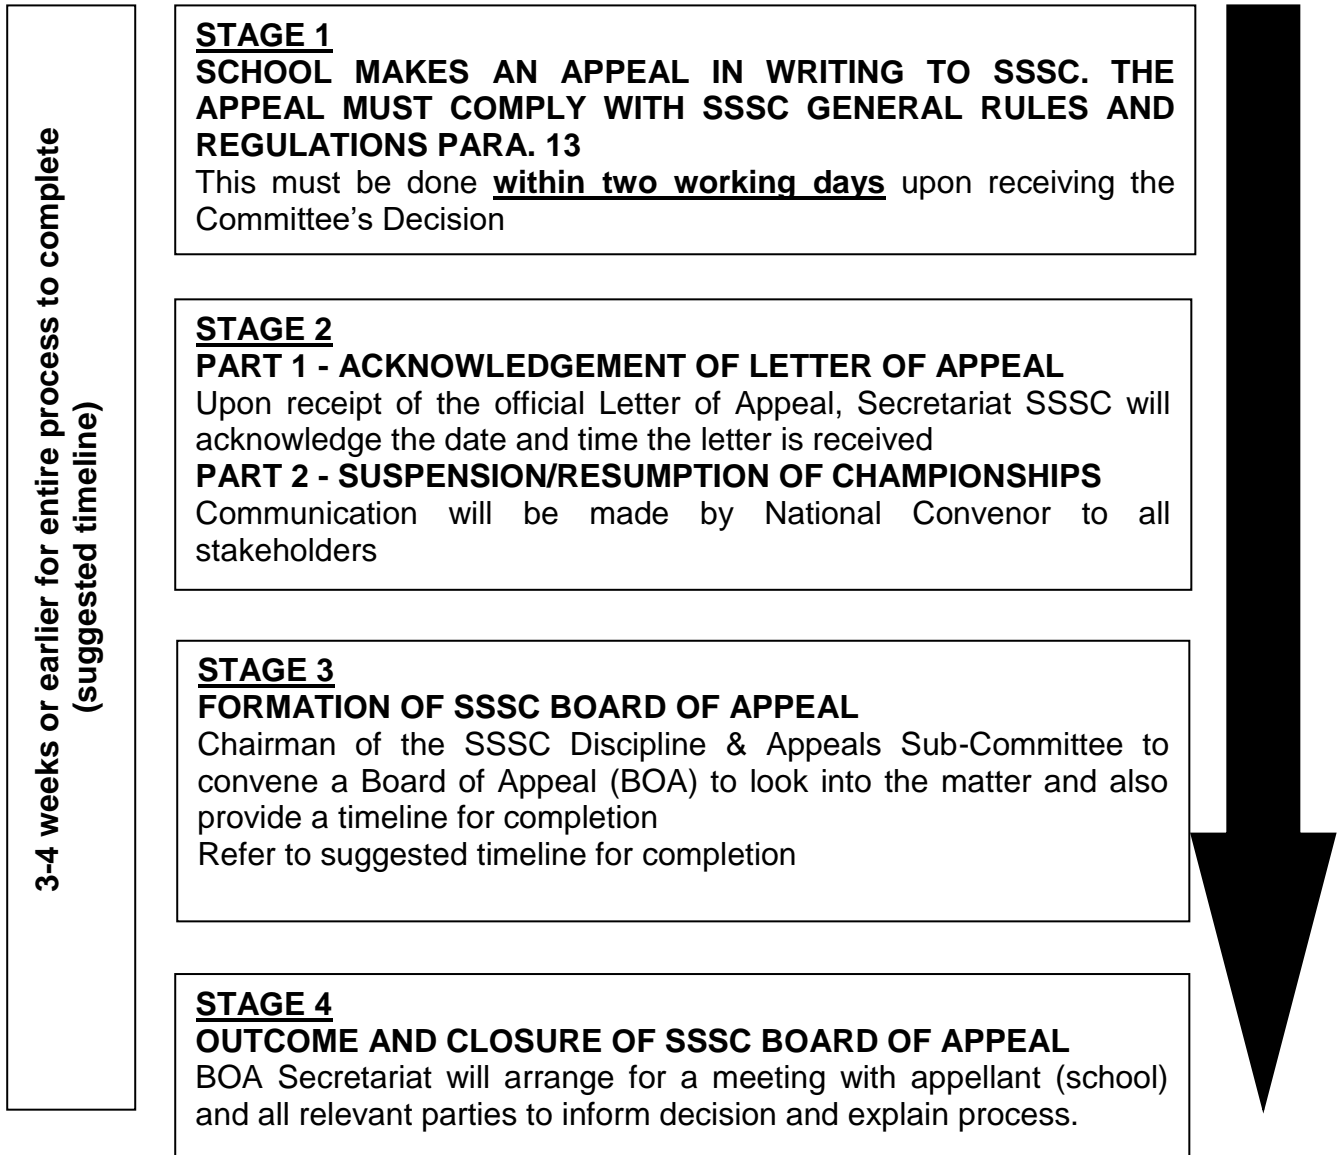 3-4 weeks or earlier for entire process to complete
(suggested timeline)
STAGE 1
SCHOOL MAKES AN APPEAL IN WRITING TO SSSC. THE
APPEAL MUST COMPLY WITH SSSC GENERAL RULES AND
REGULATIONS PARA. 13
This must be done within two working days upon receiving the
Committee’s Decision
STAGE 2
PART 1 - ACKNOWLEDGEMENT OF LETTER OF APPEAL
Upon receipt of the official Letter of Appeal, Secretariat SSSC will
acknowledge the date and time the letter is received
PART 2 - SUSPENSION/RESUMPTION OF CHAMPIONSHIPS
Communication will be made by National Convenor to all
stakeholders
STAGE 3
FORMATION OF SSSC BOARD OF APPEAL
Chairman of the SSSC Discipline & Appeals Sub-Committee to
convene a Board of Appeal (BOA) to look into the matter and also
provide a timeline for completion
Refer to suggested timeline for completion
STAGE 4
OUTCOME AND CLOSURE OF SSSC BOARD OF APPEAL
BOA Secretariat will arrange for a meeting with appellant (school)
and all relevant parties to inform decision and explain process.